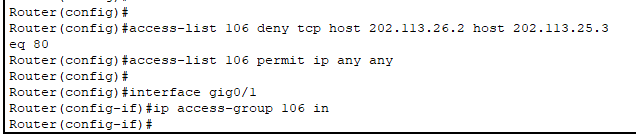 Router(config)#
Router(config)#access-list 106 deny tcp host 202.113.26.2 host 202.113.25.3
eq 80
Router(config)#access-list 106 permit ip any any
Router(config)#
Router(config)#interface gig0/1
Router(config-if)#ip access-group 106 in
Router(config-if)#